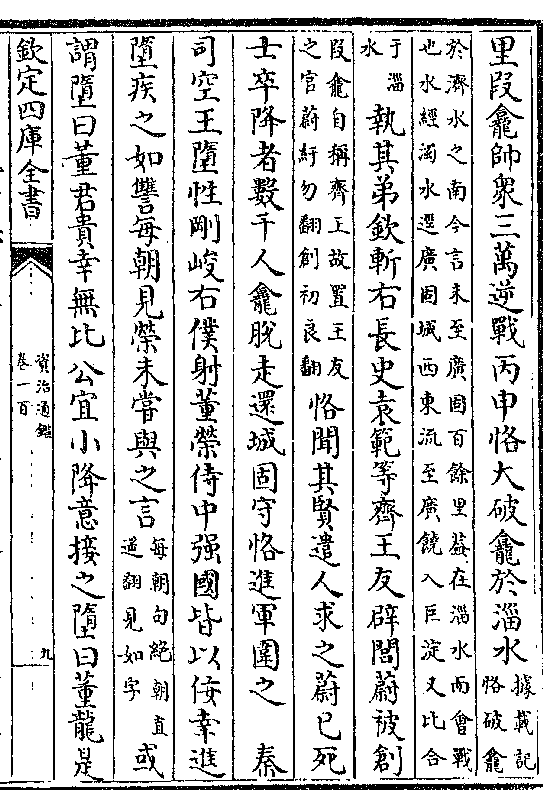 里段龕帥衆三萬逆戰丙申恪大破龕於淄水據載記恪破龕
於濟水之南今言未至廣固百餘里葢在淄水而會戰
也水經濁水逕廣固城西東流至廣饒入巨淀又北合
于淄水執其弟欽斬右長史袁範等齊王友辟閭蔚被創
段龕自稱齊王故置王友之官蔚紆勿翻創初良翻恪聞其賢遣人求之蔚已死
士卒降者數千人龕脫走還城固守恪進軍圍之 秦
司空王墮性剛峻右僕射董榮侍中强國皆以佞幸進
墮疾之如讐每朝見榮未嘗與之言每朝句絶朝直遥翻見如字或
謂墮曰董君貴幸無比公宜小降意接之墮曰董龍是
欽定四庫全書
資治通鑑
卷一百
九